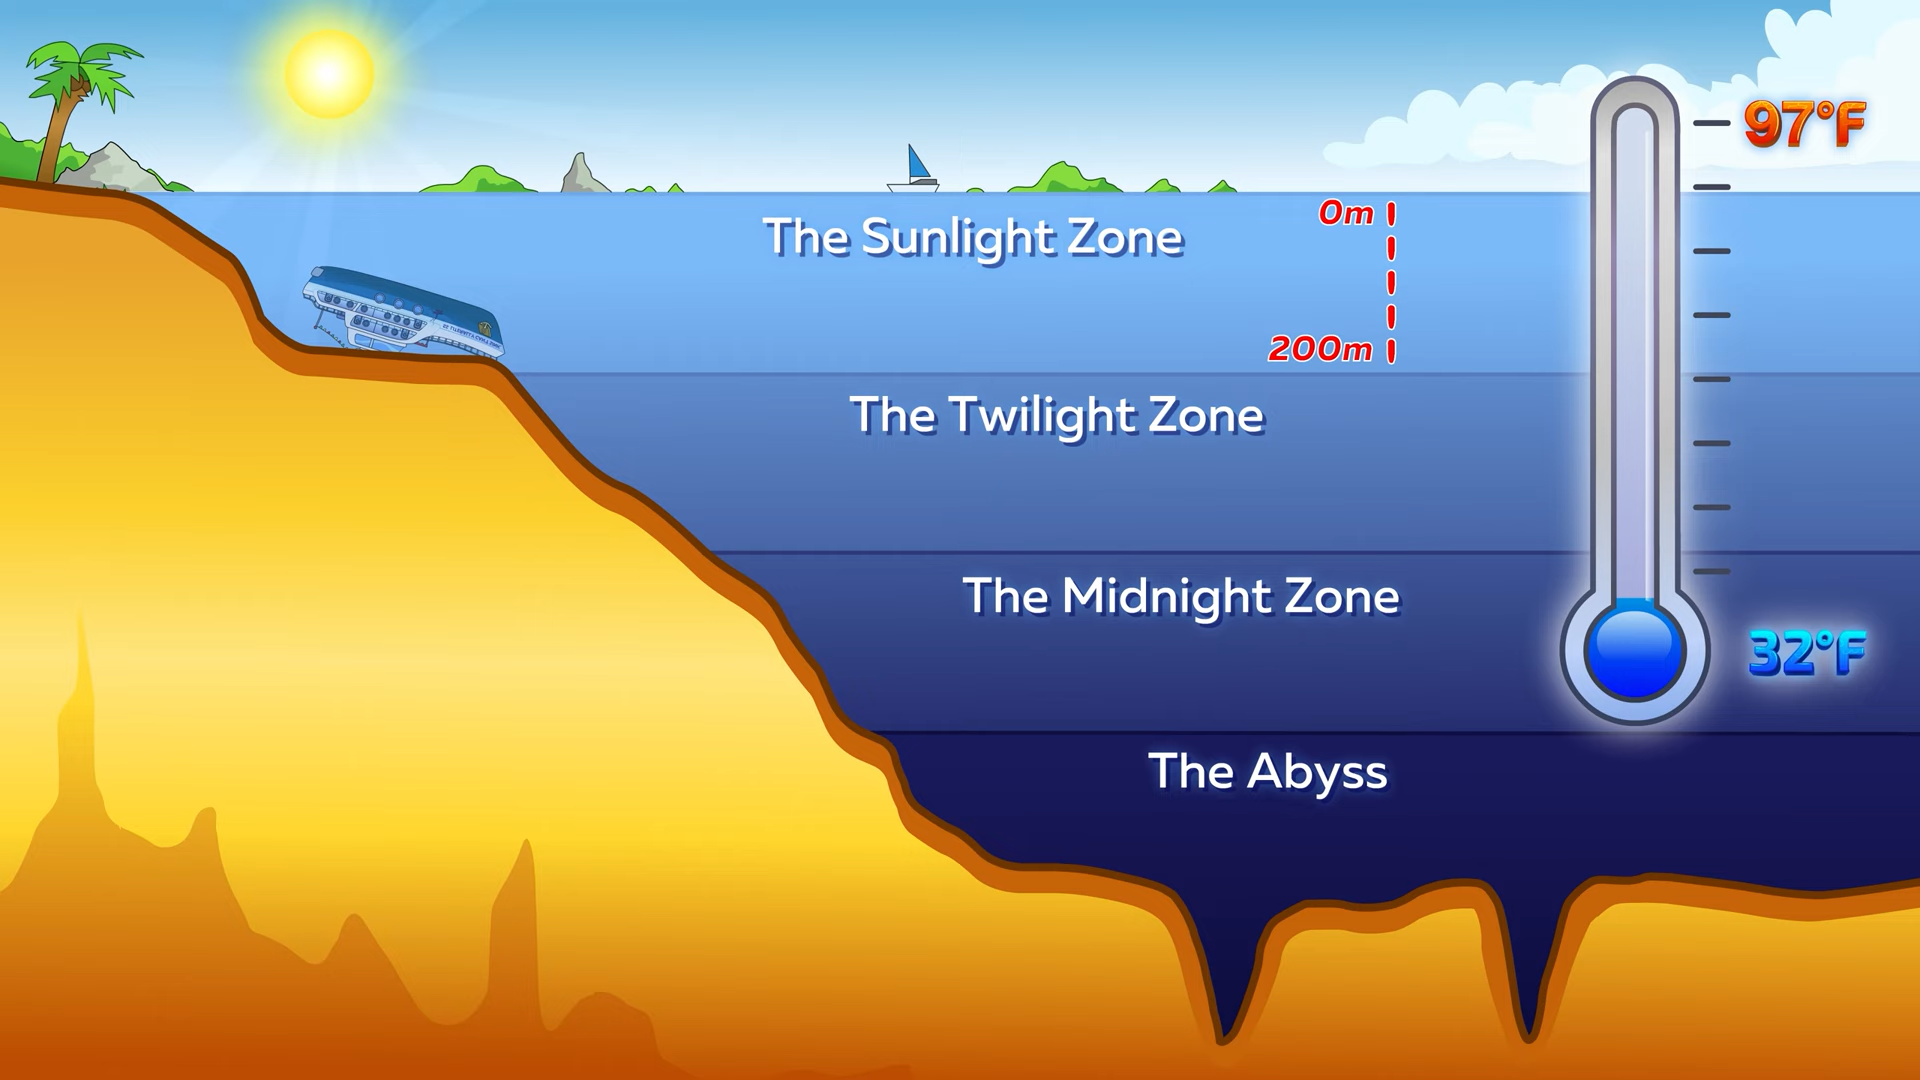 97°F
The Sunlight Zone
0m
200m
The Twilight Zone
The Midnight Zone
32°F
The Abyss